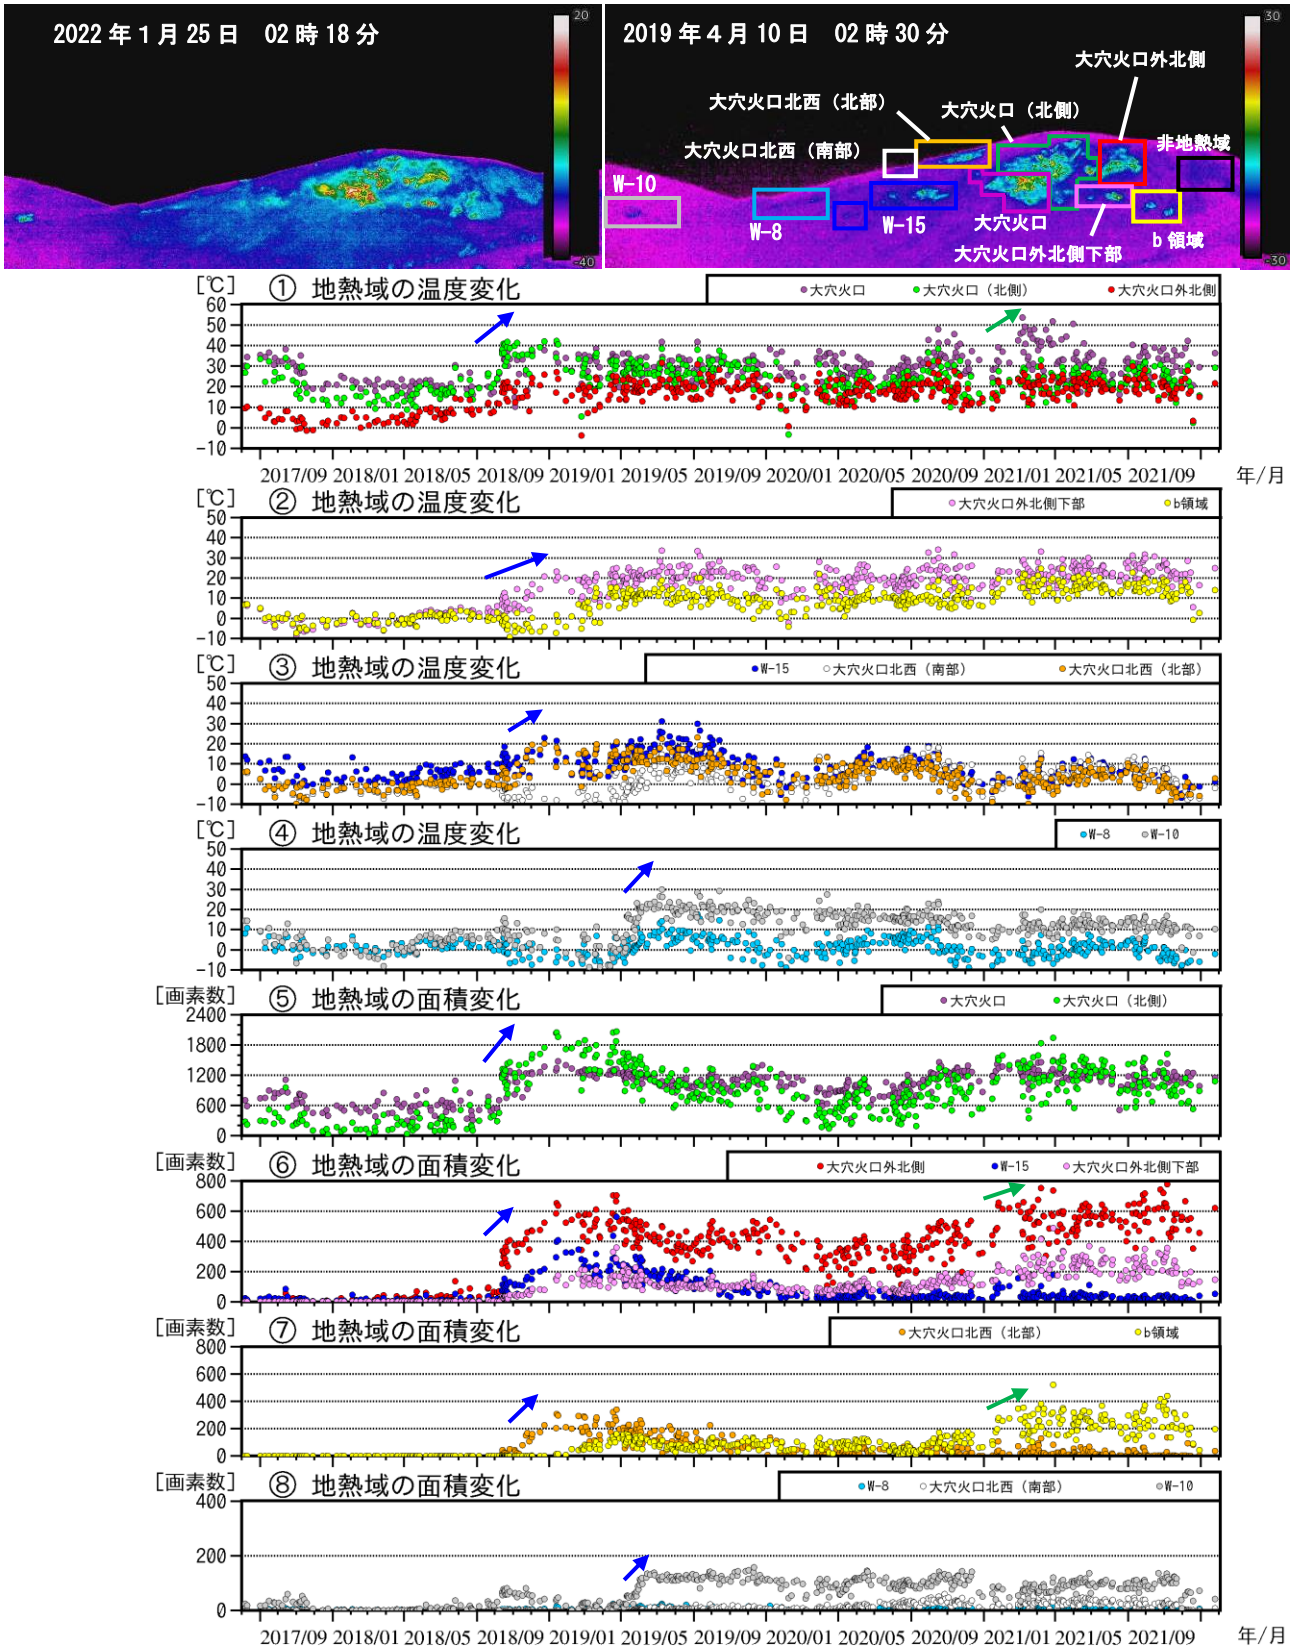 2022年1月25日 02時18分
20
-40
2019年4月10日 02時30分
30
-30
大穴火口外北側
大穴火口北西（北部）
大穴火口（北側）
大穴火口北西（南部）
非地熱域
W-10
W-8
W-15
大穴火口
大穴火口外北側下部
b領域
[℃] ① 地熱域の温度変化
大穴火口 大穴火口（北側） 大穴火口外北側
60
50
40
30
20
10
0
-10
2017/09 2018/01 2018/05 2018/09 2019/01 2019/05 2019/09 2020/01 2020/05 2020/09 2021/01 2021/05 2021/09 年/月
[℃] ② 地熱域の温度変化
大穴火口外北側下部 b領域
50
40
30
20
10
0
-10
[℃] ③ 地熱域の温度変化
W-15 大穴火口北西（南部） 大穴火口北西（北部）
50
40
30
20
10
0
-10
[℃] ④ 地熱域の温度変化
W-8 W-10
50
40
30
20
10
0
-10
[画素数] ⑤ 地熱域の面積変化
大穴火口 大穴火口（北側）
2400
1800
1200
600
0
[画素数] ⑥ 地熱域の面積変化
大穴火口外北側 W-15 大穴火口外北側下部
800
600
400
200
0
[画素数] ⑦ 地熱域の面積変化
大穴火口北西（北部） b領域
800
600
400
200
0
[画素数] ⑧ 地熱域の面積変化
W-8 大穴火口北西（南部） W-10
400
200
0
2017/09 2018/01 2018/05 2018/09 2019/01 2019/05 2019/09 2020/01 2020/05 2020/09 2021/01 2021/05 2021/09 年/月